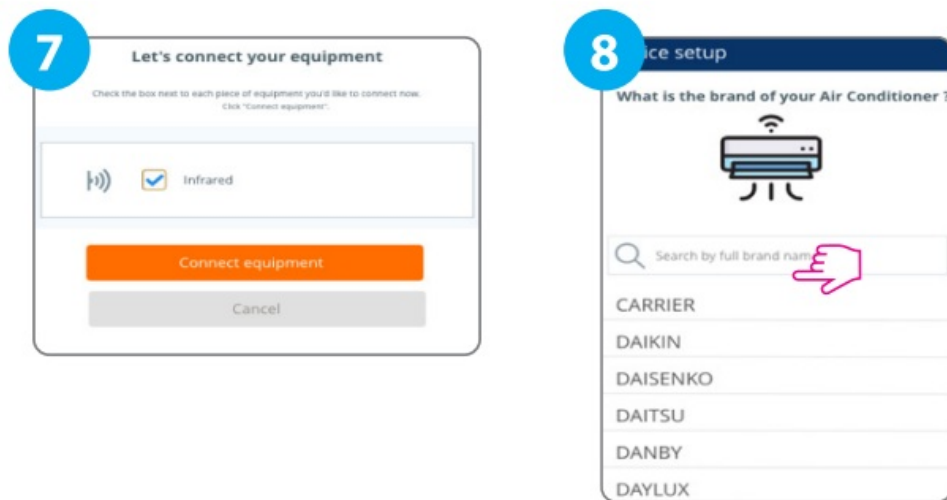 7
Let's connect your equipment
Check the box next to each piece of equipment you'd like to connect now.
Click "Connect equipment".
Infrared
Connect equipment
Cancel
8
ice setup
What is the brand of your Air Conditioner ?
Search by full brand nam
CARRIER
DAIKIN
DAISENKO
DAITSU
DANBY
DAYLUX